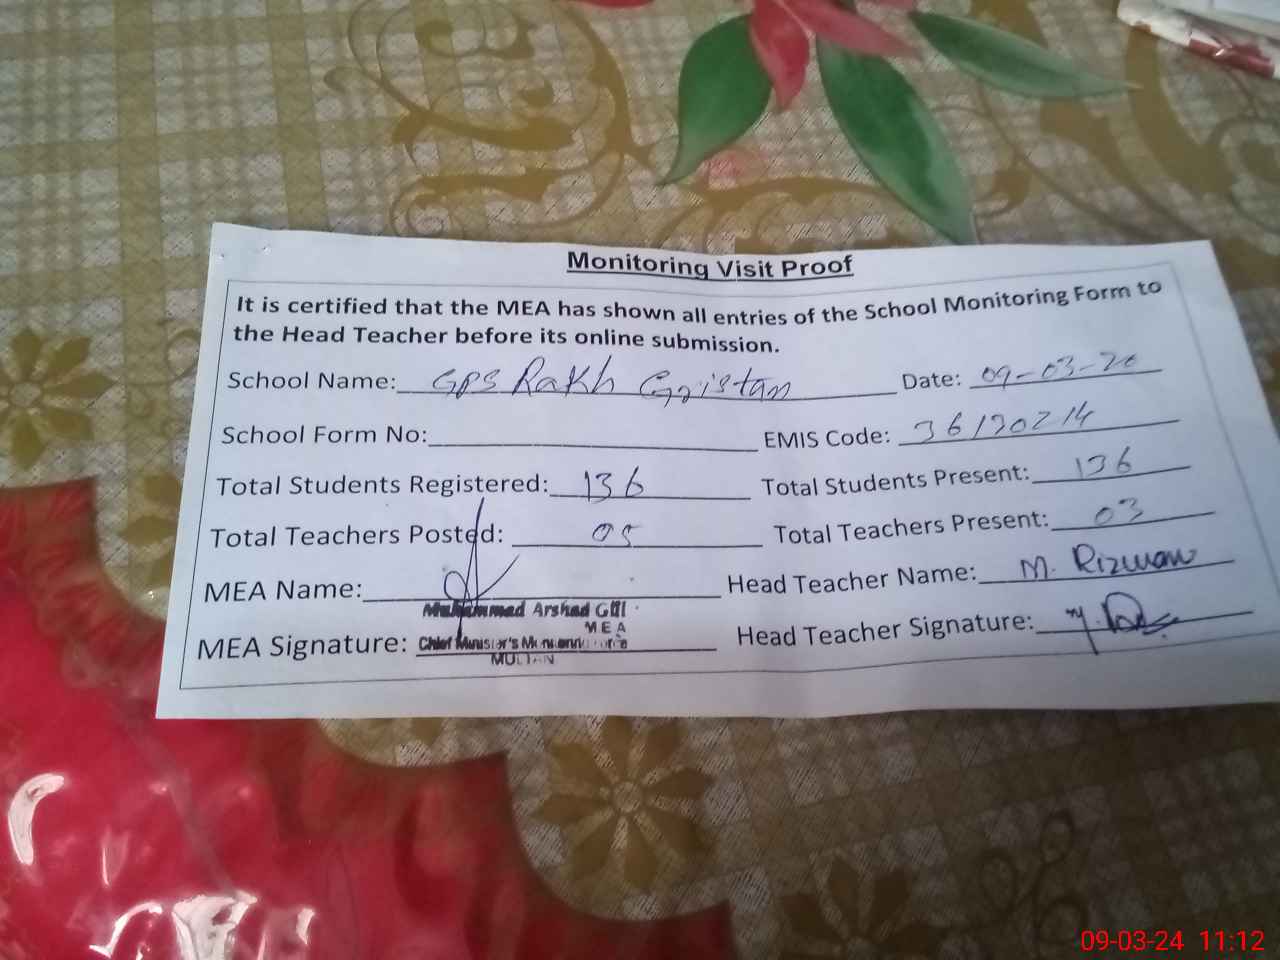 Monitoring Visit Proof
It is certified that the MEA has shown all entries of the School Monitoring Form to
the Head Teacher before its online submission.
School Name: GPS Rakh Date: 09-03-20
School Form No: EMIS Code: 36120214
Total Students Registered: 136 Total Students Present: 136
Total Teachers Posted: 05 Total Teachers Present: 03
MEA Name: Head Teacher Name: M. Rizwan
Muhammad Arshad Gill
MEA
MEA Signature: Chief Minister's Head Teacher Signature:
MULTAN
09-03-24 11:12